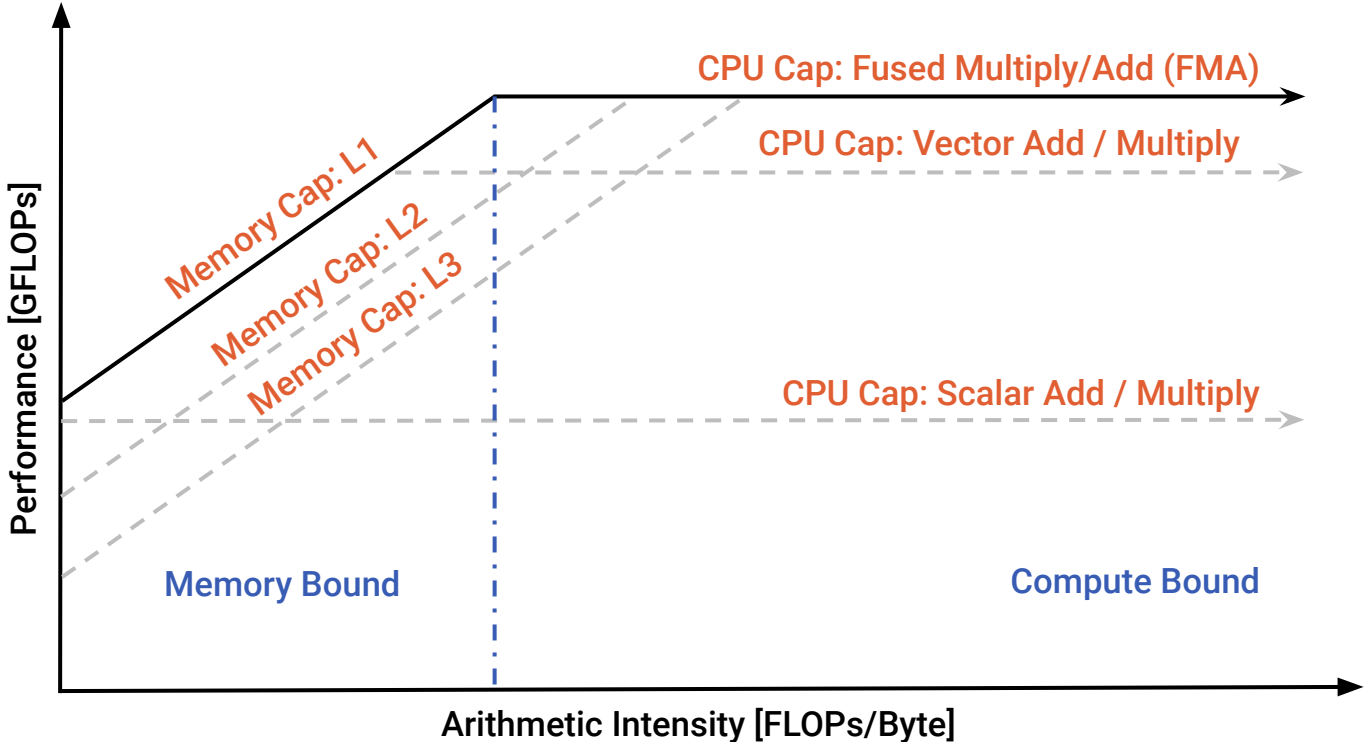 CPU Cap: Fused Multiply/Add (FMA)
CPU Cap: Vector Add / Multiply
Memory Cap: L1
Memory Cap: L2
Memory Cap: L3
CPU Cap: Scalar Add / Multiply
Performance [GFLOPs]
Memory Bound
Compute Bound
Arithmetic Intensity [FLOPs/Byte]